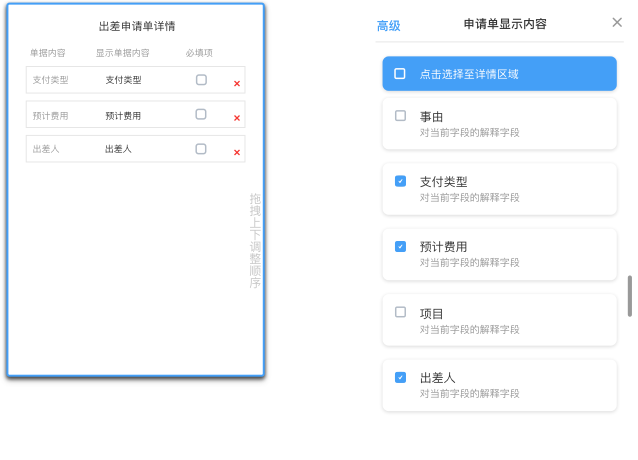 出差申请单详情
单据内容 显示单据内容 必填项
支付类型 支付类型
预计费用 预计费用
出差人 出差人
拖拽上下调整顺序
高级 申请单显示内容
点击选择至详情区域
事由
对当前字段的解释字段
支付类型
对当前字段的解释字段
预计费用
对当前字段的解释字段
项目
对当前字段的解释字段
出差人
对当前字段的解释字段